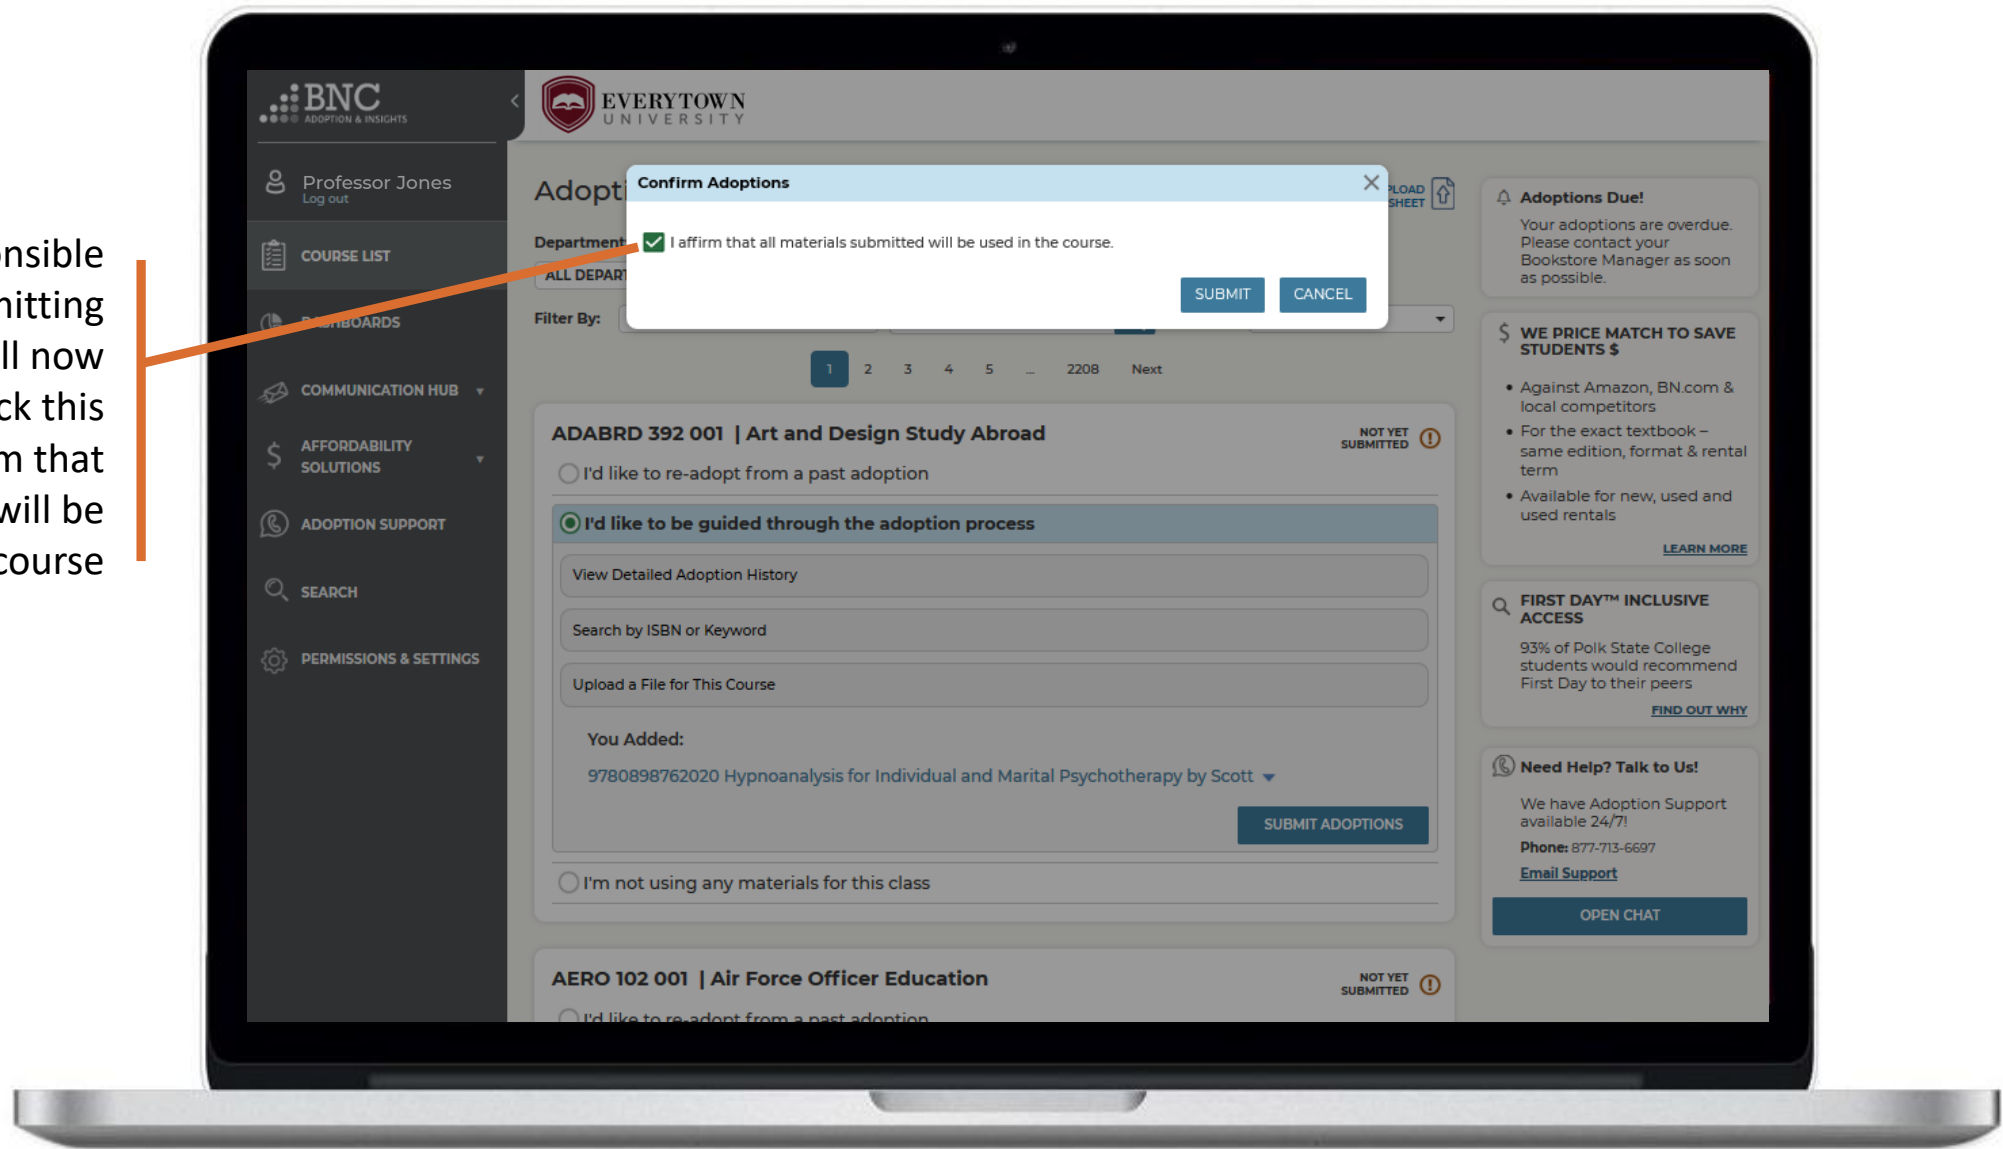 course
BNC
ADOPTION & INSIGHTS
Professor Jones
Log out
COURSE LIST
DASHBOARDS
COMMUNICATION HUB
AFFORDABILITY
SOLUTIONS
ADOPTION SUPPORT
SEARCH
PERMISSIONS & SETTINGS
EVERYTOWN
UNIVERSITY
Confirm Adoptions
I affirm that all materials submitted will be used in the course.
SUBMIT CANCEL
SHEET
Department
Filter By:
1 2 3 4 5 ... 2208 Next
ADABRD 392 001 | Art and Design Study Abroad
NOT YET
SUBMITTED
I'd like to re-adopt from a past adoption
I'd like to be guided through the adoption process
View Detailed Adoption History
Search by ISBN or Keyword
Upload a File for This Course
You Added:
9780898762020 Hypnoanalysis for Individual and Marital Psychotherapy by Scott
SUBMIT ADOPTIONS
I'm not using any materials for this class
AERO 102 001 | Air Force Officer Education
NOT YET
SUBMITTED
I'd like to re-adopt from a past adoption
Adoptions Due!
Your adoptions are overdue.
Please contact your
Bookstore Manager as soon
as possible.
$ WE PRICE MATCH TO SAVE
STUDENTS $
• Against Amazon, BN.com &
local competitors
• For the exact textbook –
same edition, format & rental
term
• Available for new, used and
used rentals
LEARN MORE
FIRST DAY™ INCLUSIVE
ACCESS
93% of Polk State College
students would recommend
First Day to their peers
FIND OUT WHY
Need Help? Talk to Us!
We have Adoption Support
available 24/7!
Phone: 877-713-6697
Email Support
OPEN CHAT
nsible
nitting
ll now
ck this
m that
will be